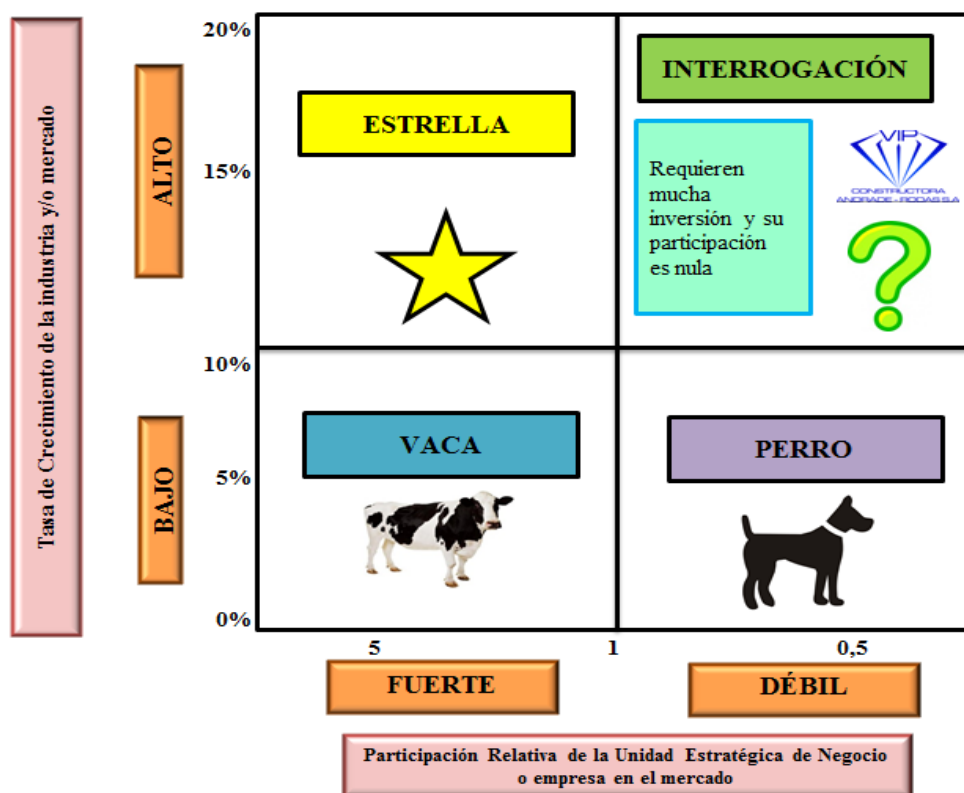 Tasa de Crecimiento de la industria y/o mercado
ALTO
BAJO
20%
15%
10%
5%
0%
ESTRELLA
INTERROGACIÓN
Requieren
mucha
inversión y su
participación
es nula
VIP
CONSTRUCTORA
ANDRADE-RODAS S.A
?
VACA
PERRO
5
1
0,5
FUERTE
DÉBIL
Participación Relativa de la Unidad Estratégica de Negocio
o empresa en el mercado